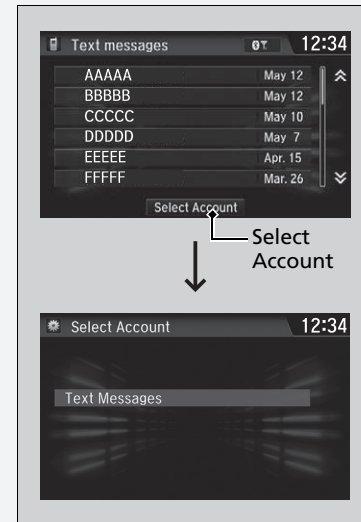 Text messages 12:34
AAAAA May 12
BBBBB May 12
CCCCC May 10
DDDDD May 7
EEEEE Apr. 15
FFFFF Mar. 26
Select Account
Select
Account
Select Account 12:34
Text Messages